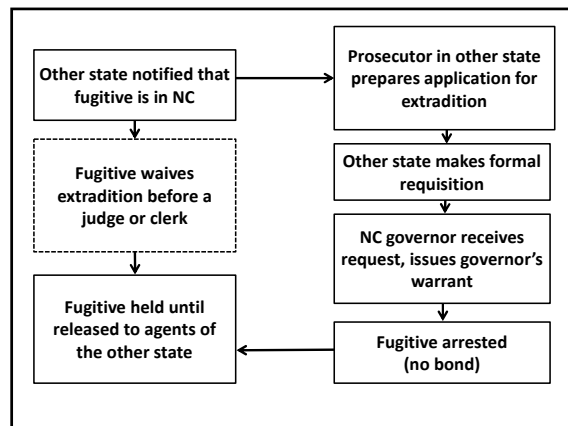 Other state notified that
fugitive is in NC
Prosecutor in other state
prepares application for
extradition
Fugitive waives
extradition before a
judge or clerk
Other state makes formal
requisition
NC governor receives
request, issues governor's
warrant
Fugitive held until
released to agents of
the other state
Fugitive arrested
(no bond)